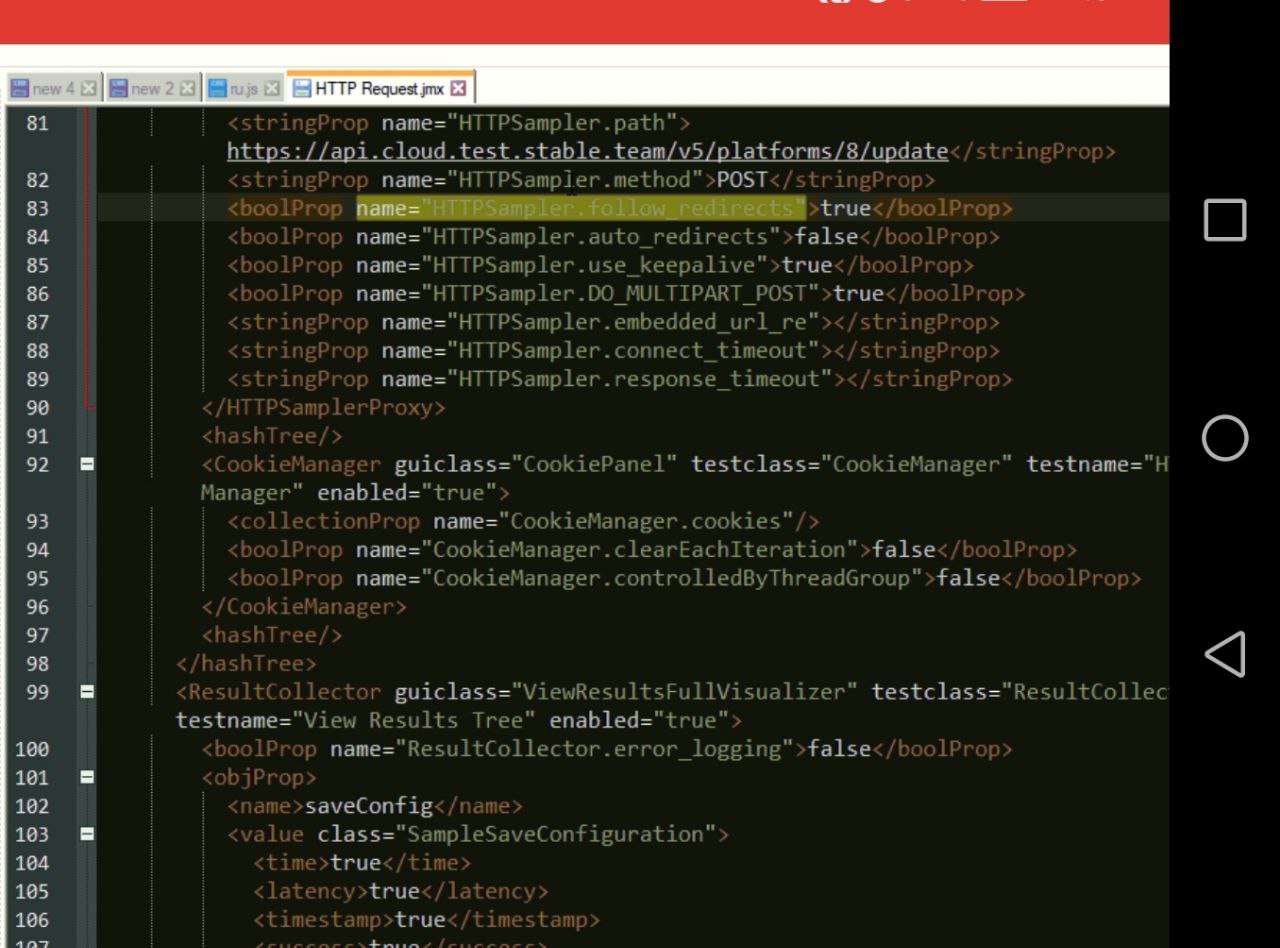 new 4
new 2
ru.js
HTTP Request.jmx
81 <stringProp name="HTTPSampler.path">
https://api.cloud.test.stable.team/v5/platforms/8/update</stringProp>
82 <stringProp name="HTTPSampler.method">POST</stringProp>
83 <boolProp name="HTTPSampler.follow_redirects">true</boolProp>
84 <boolProp name="HTTPSampler.auto_redirects">false</boolProp>
85 <boolProp name="HTTPSampler.use_keepalive">true</boolProp>
86 <boolProp name="HTTPSampler.DO_MULTIPART_POST">true</boolProp>
87 <stringProp name="HTTPSampler.embedded_url_re"></stringProp>
88 <stringProp name="HTTPSampler.connect_timeout"></stringProp>
89 <stringProp name="HTTPSampler.response_timeout"></stringProp>
90 </HTTPSamplerProxy>
91 <hashTree/>
92 <CookieManager guiclass="CookiePanel" testclass="CookieManager" testname="H
Manager" enabled="true">
93 <collectionProp name="CookieManager.cookies"/>
94 <boolProp name="CookieManager.clearEachIteration">false</boolProp>
95 <boolProp name="CookieManager.controlledByThreadGroup">false</boolProp>
96 </CookieManager>
97 <hashTree/>
98 </hashTree>
99 <ResultCollector guiclass="ViewResultsFullVisualizer" testclass="ResultCollec
testname="View Results Tree" enabled="true">
100 <boolProp name="ResultCollector.error_logging">false</boolProp>
101 <objProp>
102 <name>saveConfig</name>
103 <value class="SampleSaveConfiguration">
104 <time>true</time>
105 <latency>true</latency>
106 <timestamp>true</timestamp>
107 <success>true</success>